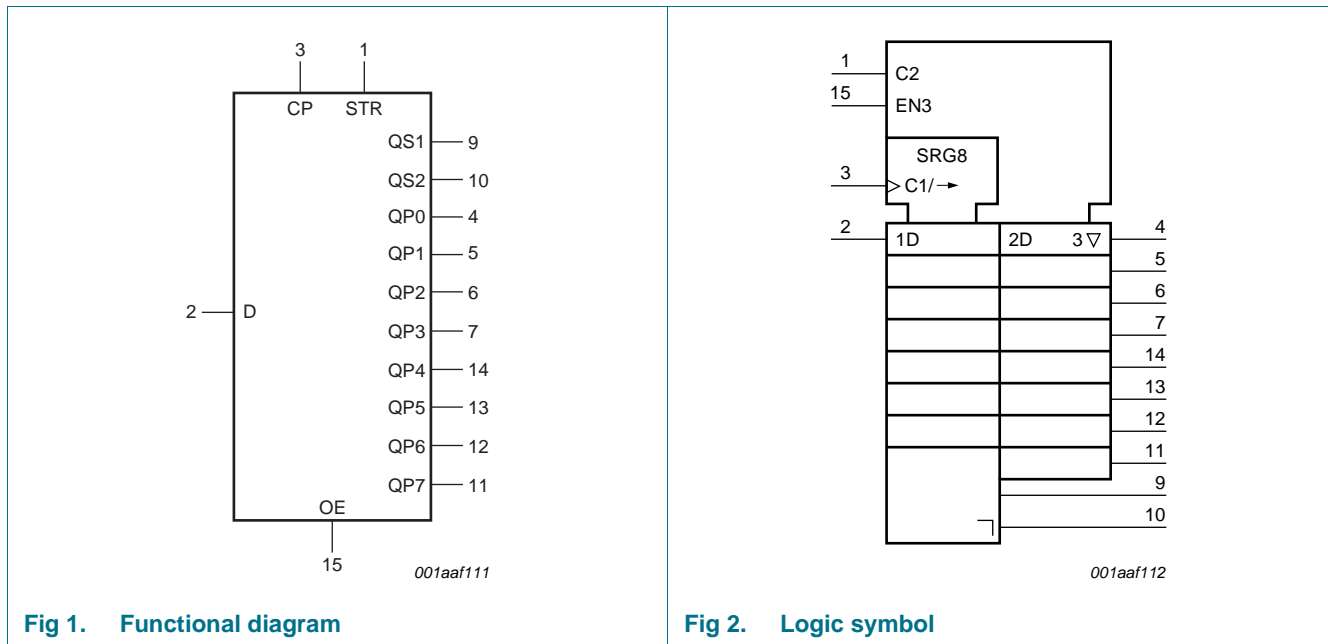 3 1
CP STR
QS1 9
QS2 10
QP0 4
QP1 5
QP2 6
2 D
QP3 7
QP4 14
QP5 13
QP6 12
QP7 11
OE
15
001aaf111
Fig 1. Functional diagram
1 C2
15 EN3
SRG8
3 C1/→
2 1D 2D 3 ▽ 4
5
6
7
14
13
12
11
9
10
001aaf112
Fig 2. Logic symbol